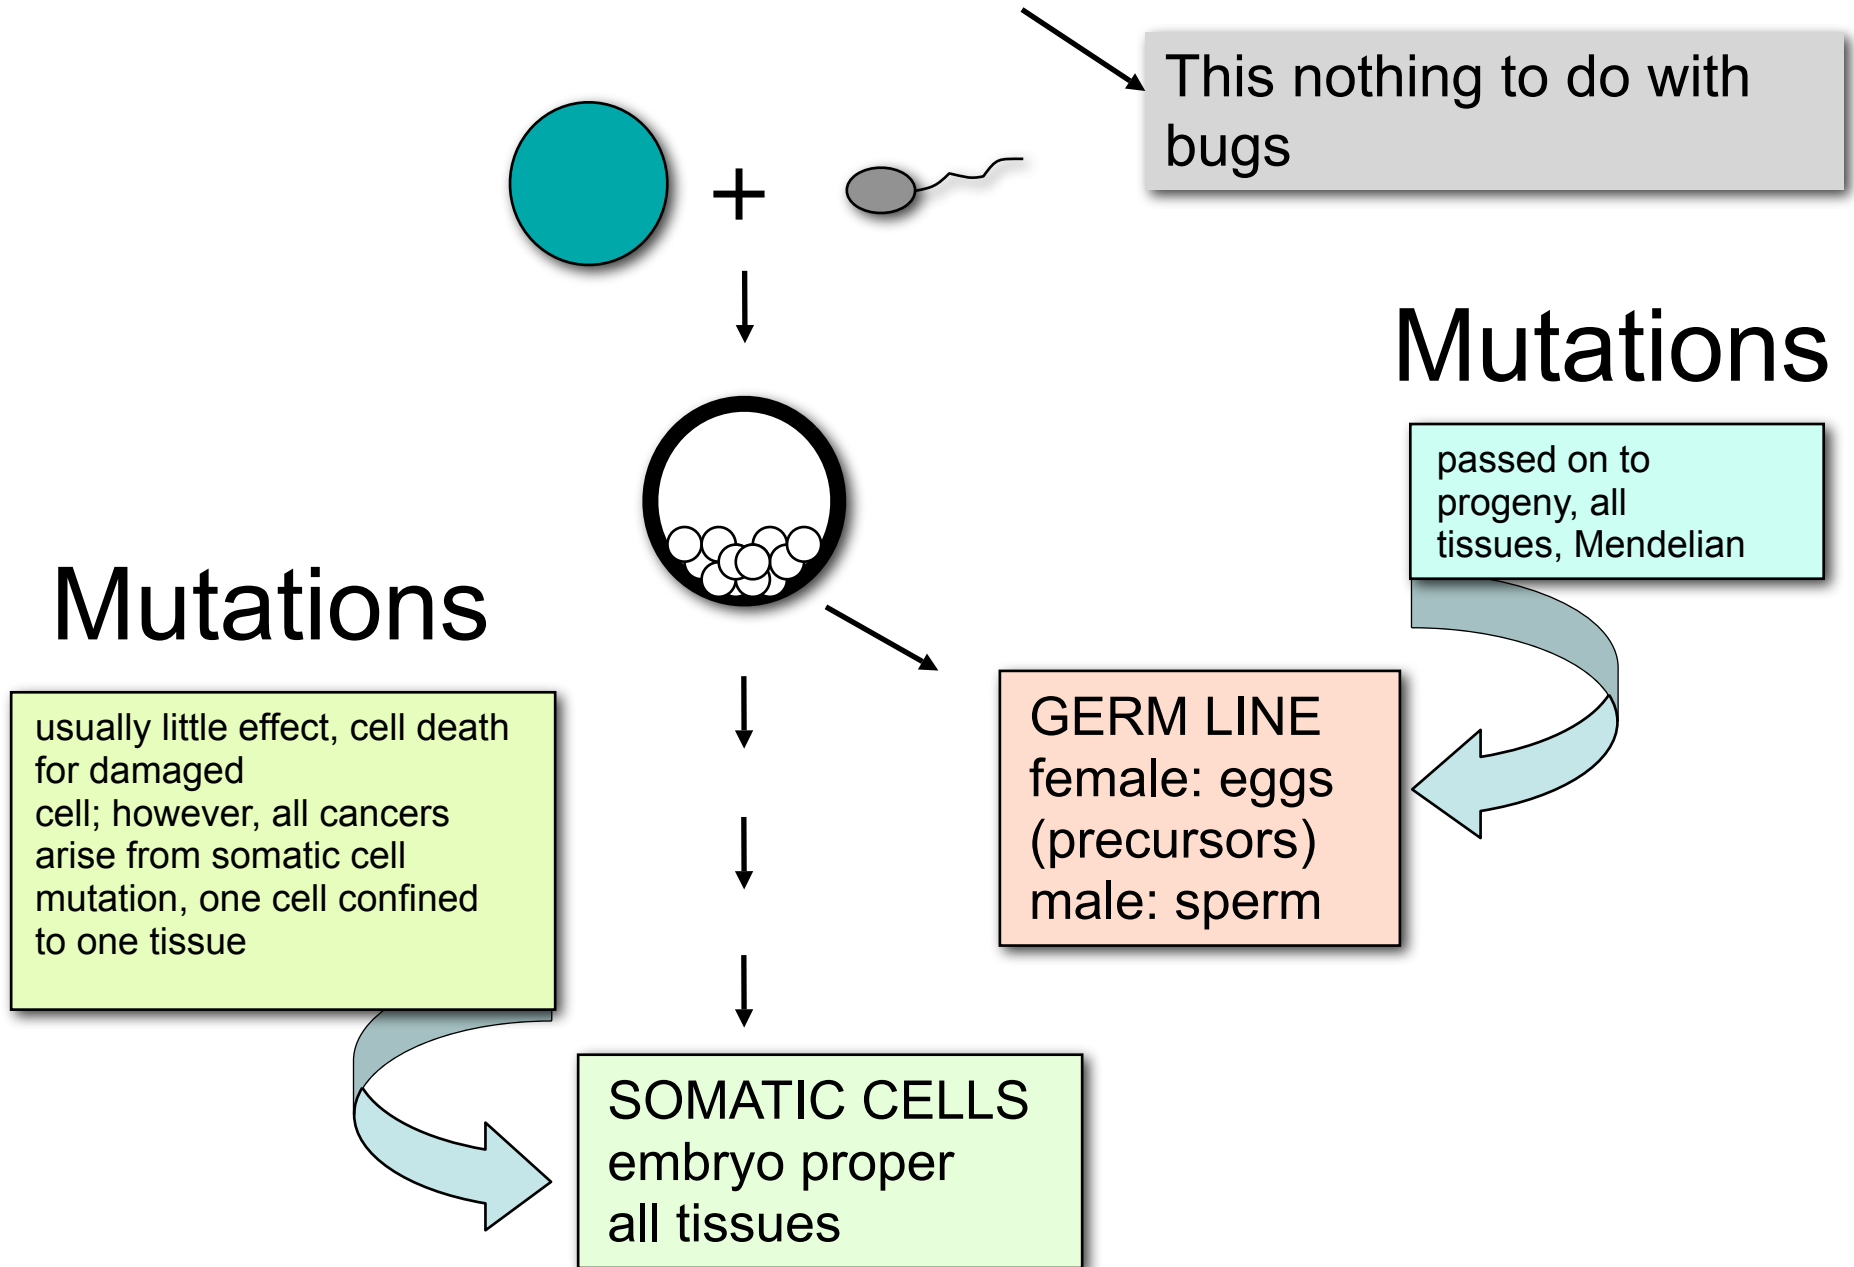 This nothing to do with
bugs
+
Mutations
passed on to
progeny, all
tissues, Mendelian
Mutations
usually little effect, cell death
for damaged
cell; however, all cancers
arise from somatic cell
mutation, one cell confined
to one tissue
GERM LINE
female: eggs
(precursors)
male: sperm
SOMATIC CELLS
embryo proper
all tissues